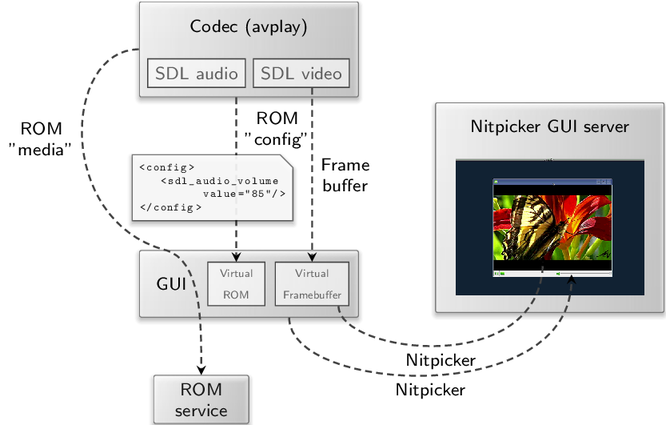 Codec (avplay)
SDL audio
SDL video
ROM
"media"
ROM
"config"
Frame
buffer
<config>
<sdl_audio_volume
value="85"/>
</config>
GUI
Virtual
ROM
Virtual
Framebuffer
Nitpicker GUI server
Nitpicker
Nitpicker
ROM
service